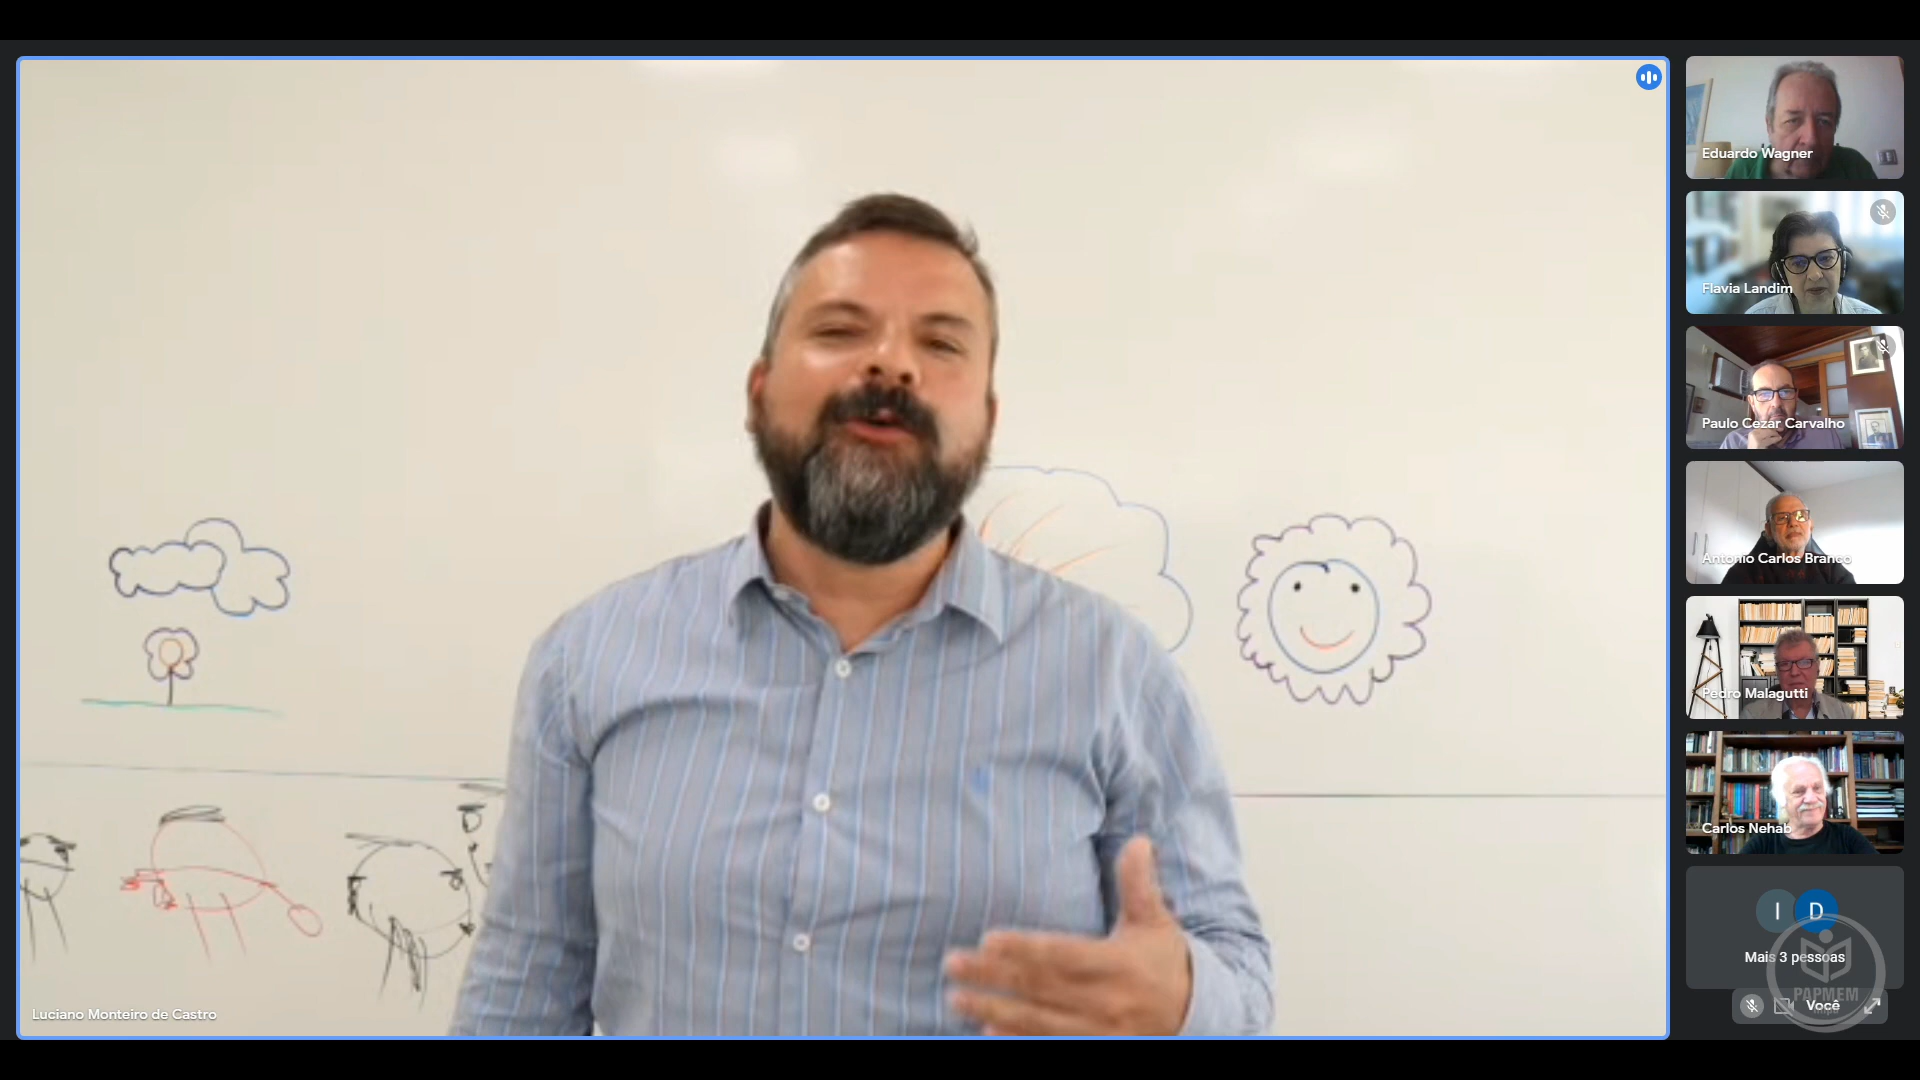 Eduardo Wagner
Flavia Landim
Paulo Cezár Carvalho
Antonio Carlos Branco
Pedro Malagutti
Carlos Nehab
I D
Mais 3 pessoas
PAPMEM
Você
Luciano Monteiro de Castro